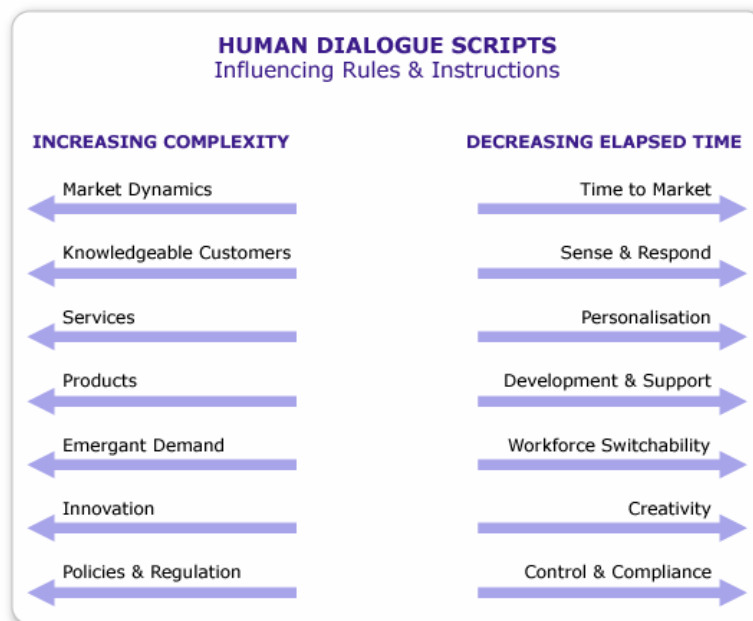 HUMAN DIALOGUE SCRIPTS
Influencing Rules & Instructions
INCREASING COMPLEXITY
DECREASING ELAPSED TIME
Market Dynamics
Time to Market
Knowledgeable Customers
Sense & Respond
Services
Personalisation
Products
Development & Support
Emergant Demand
Workforce Switchability
Innovation
Creativity
Policies & Regulation
Control & Compliance